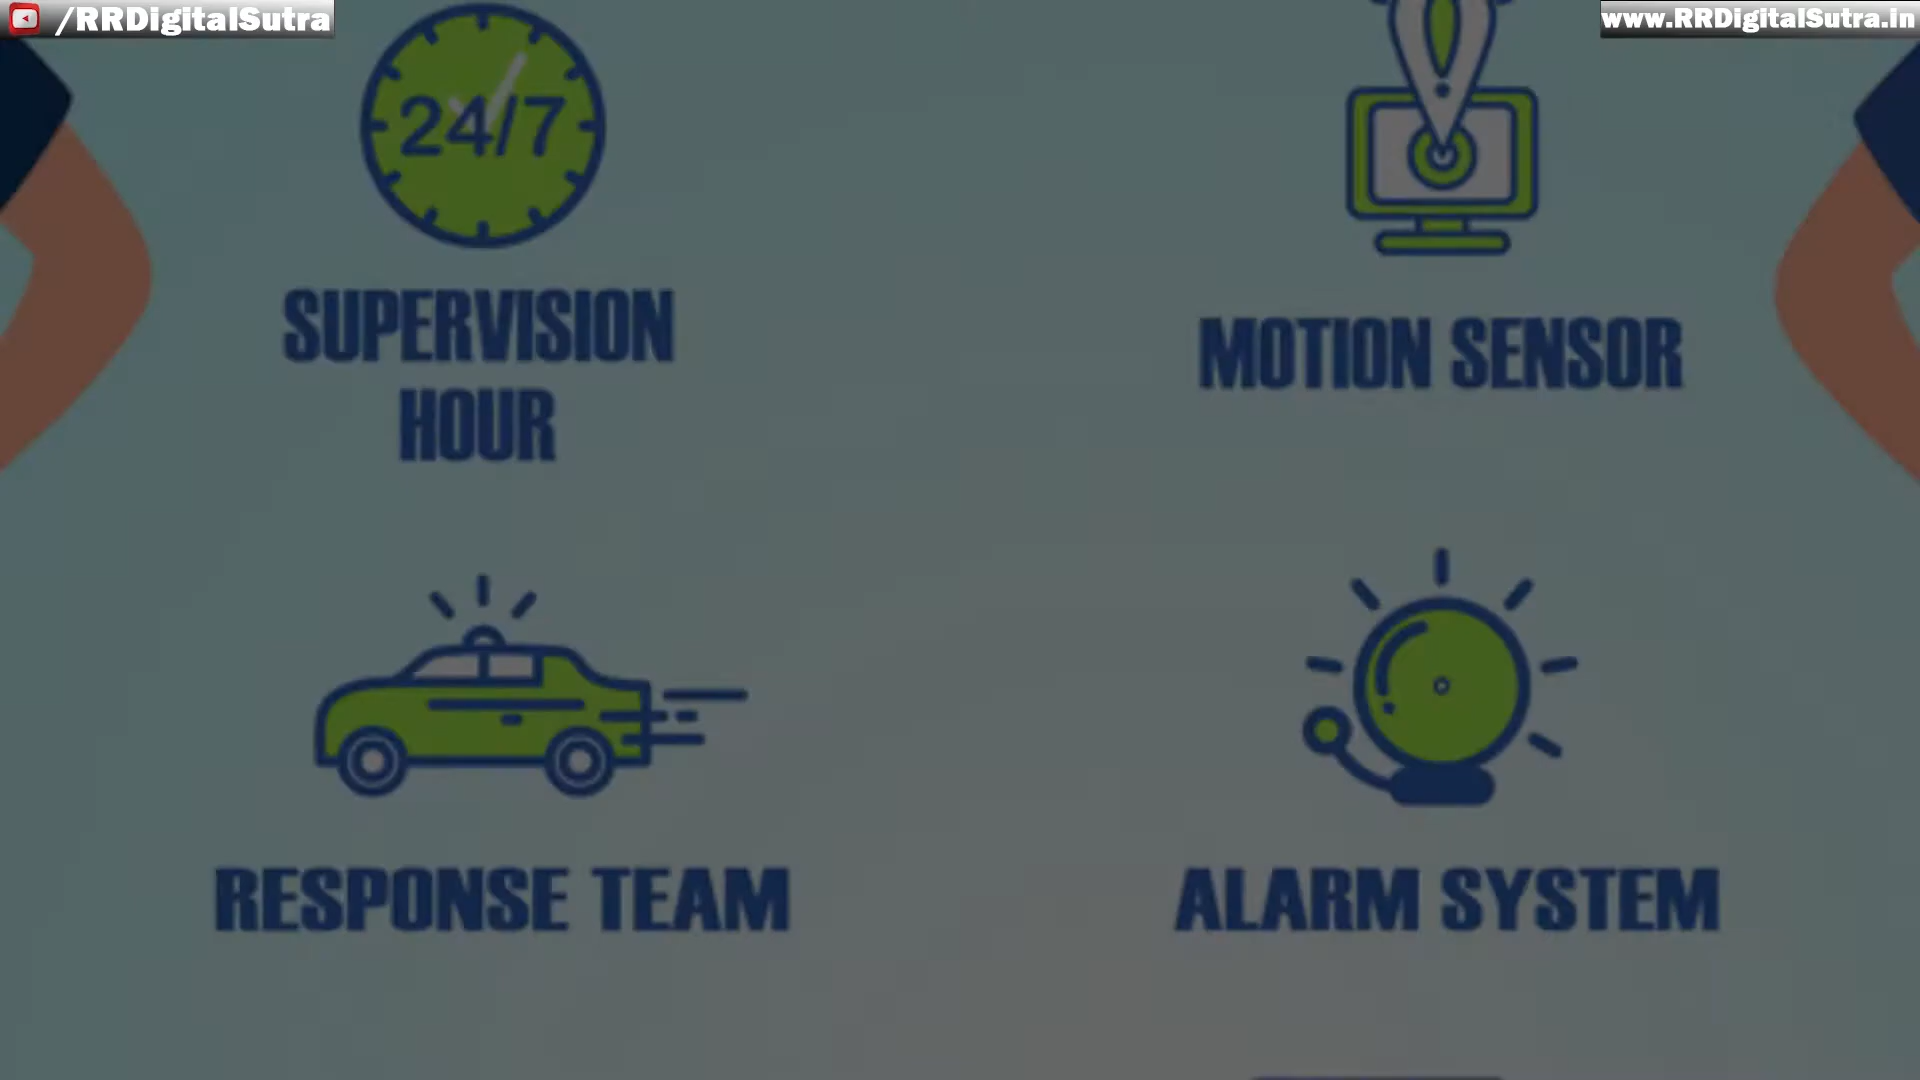 /RRDigitalSutra
www.RRDigitalSutra.in
24/7
SUPERVISION
HOUR
MOTION SENSOR
RESPONSE TEAM
ALARM SYSTEM